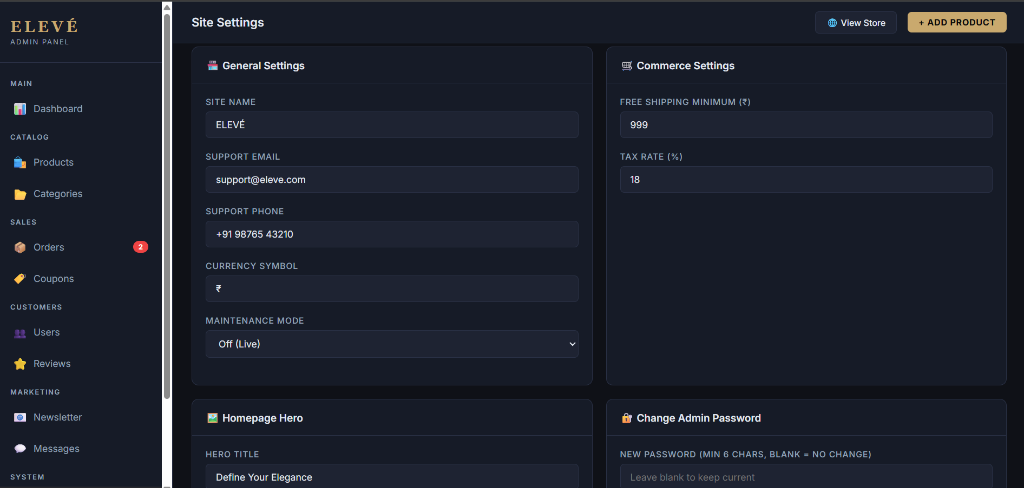 ELEVÉ
ADMIN PANEL
MAIN
Dashboard
CATALOG
Products
Categories
SALES
Orders 2
Coupons
CUSTOMERS
Users
Reviews
MARKETING
Newsletter
Messages
SYSTEM
Site Settings
View Store
+ ADD PRODUCT
General Settings
SITE NAME
ELEVÉ
SUPPORT EMAIL
support@eleve.com
SUPPORT PHONE
+91 98765 43210
CURRENCY SYMBOL
₹
MAINTENANCE MODE
Off (Live)
Commerce Settings
FREE SHIPPING MINIMUM (₹)
999
TAX RATE (%)
18
Homepage Hero
HERO TITLE
Define Your Elegance
Change Admin Password
NEW PASSWORD (MIN 6 CHARS, BLANK = NO CHANGE)
Leave blank to keep current